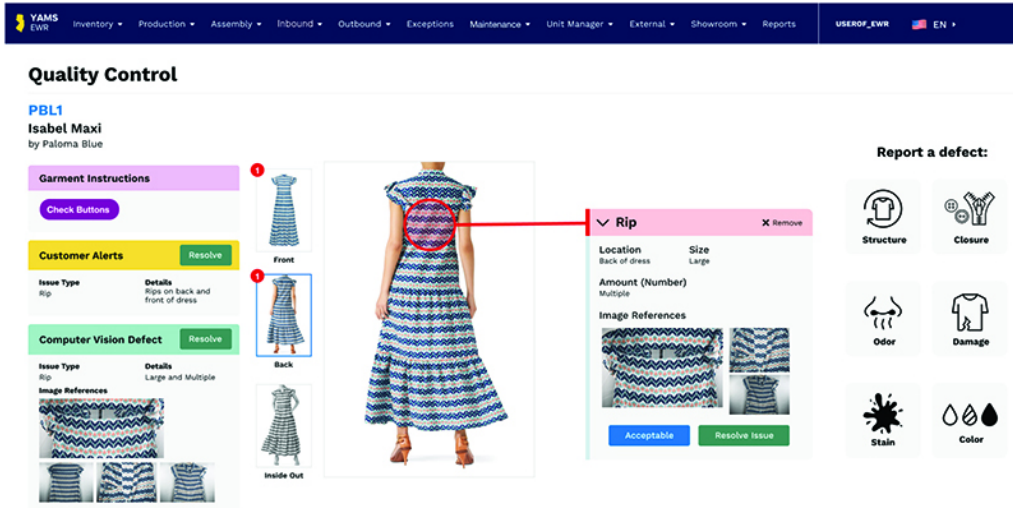 YAMS
EWR
Inventory
Production
Assembly
Inbound
Outbound
Exceptions
Maintenance
Unit Manager
External
Showroom
Reports
USEROF_EWR
EN
Quality Control
PBL1
Isabel Maxi
by Paloma Blue
Garment Instructions
Check Buttons
Customer Alerts
Resolve
Issue Type
Details
Rip
Rips on back and
front of dress
Computer Vision Defect
Resolve
Issue Type
Details
Rip
Large and Multiple
Image References
1
Front
1
Back
Inside Out
Rip
Remove
Location
Size
Back of dress
Large
Amount (Number)
Multiple
Image References
Acceptable
Resolve Issue
Report a defect:
Structure
Closure
Odor
Damage
Stain
Color